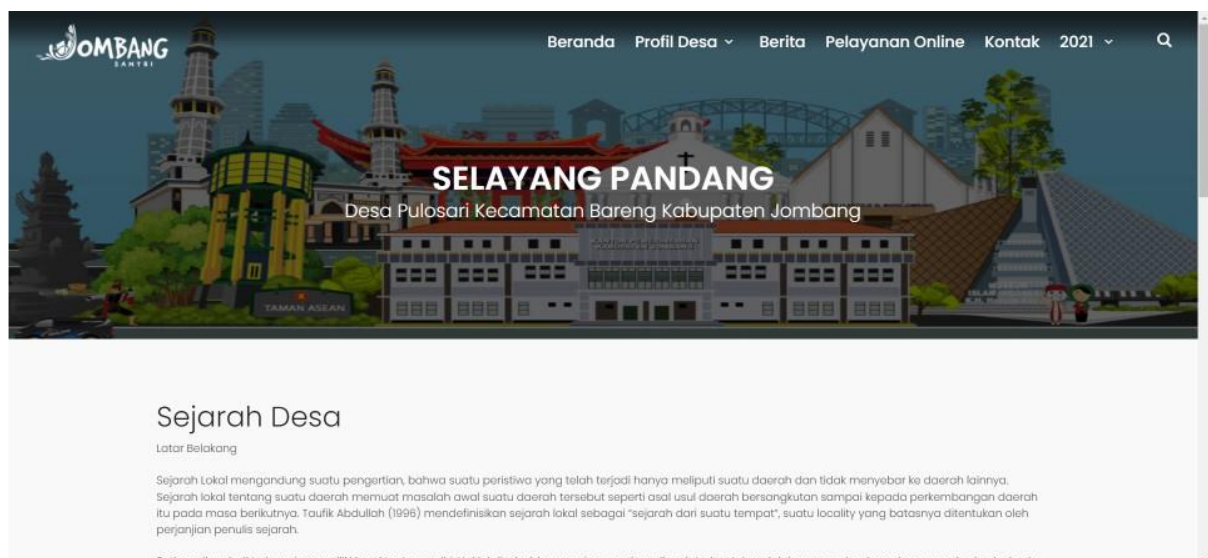 JOMBANG
SANTRI
Beranda Profil Desa Berita Pelayanan Online Kontak 2021
SELAYANG PANDANG
Desa Pulosari Kecamatan Bareng Kabupaten Jombang
TAMAN ASEAN
Sejarah Desa
Latar Belakang
Sejarah Lokal mengandung suatu pengertian, bahwa suatu peristiwa yang telah terjadi hanya meliputi suatu daerah dan tidak menyebar ke daerah lainnya.
Sejarah lokal tentang suatu daerah memuat masalah awal suatu daerah tersebut seperti asal usul daerah bersangkutan sampai kepada perkembangan daerah
itu pada masa berikutnya. Taufik Abdullah (1996) mendefinisikan sejarah lokal sebagai "sejarah dari suatu tempat", suatu locality yang batasnya ditentukan oleh
perjanjian penulis sejarah.